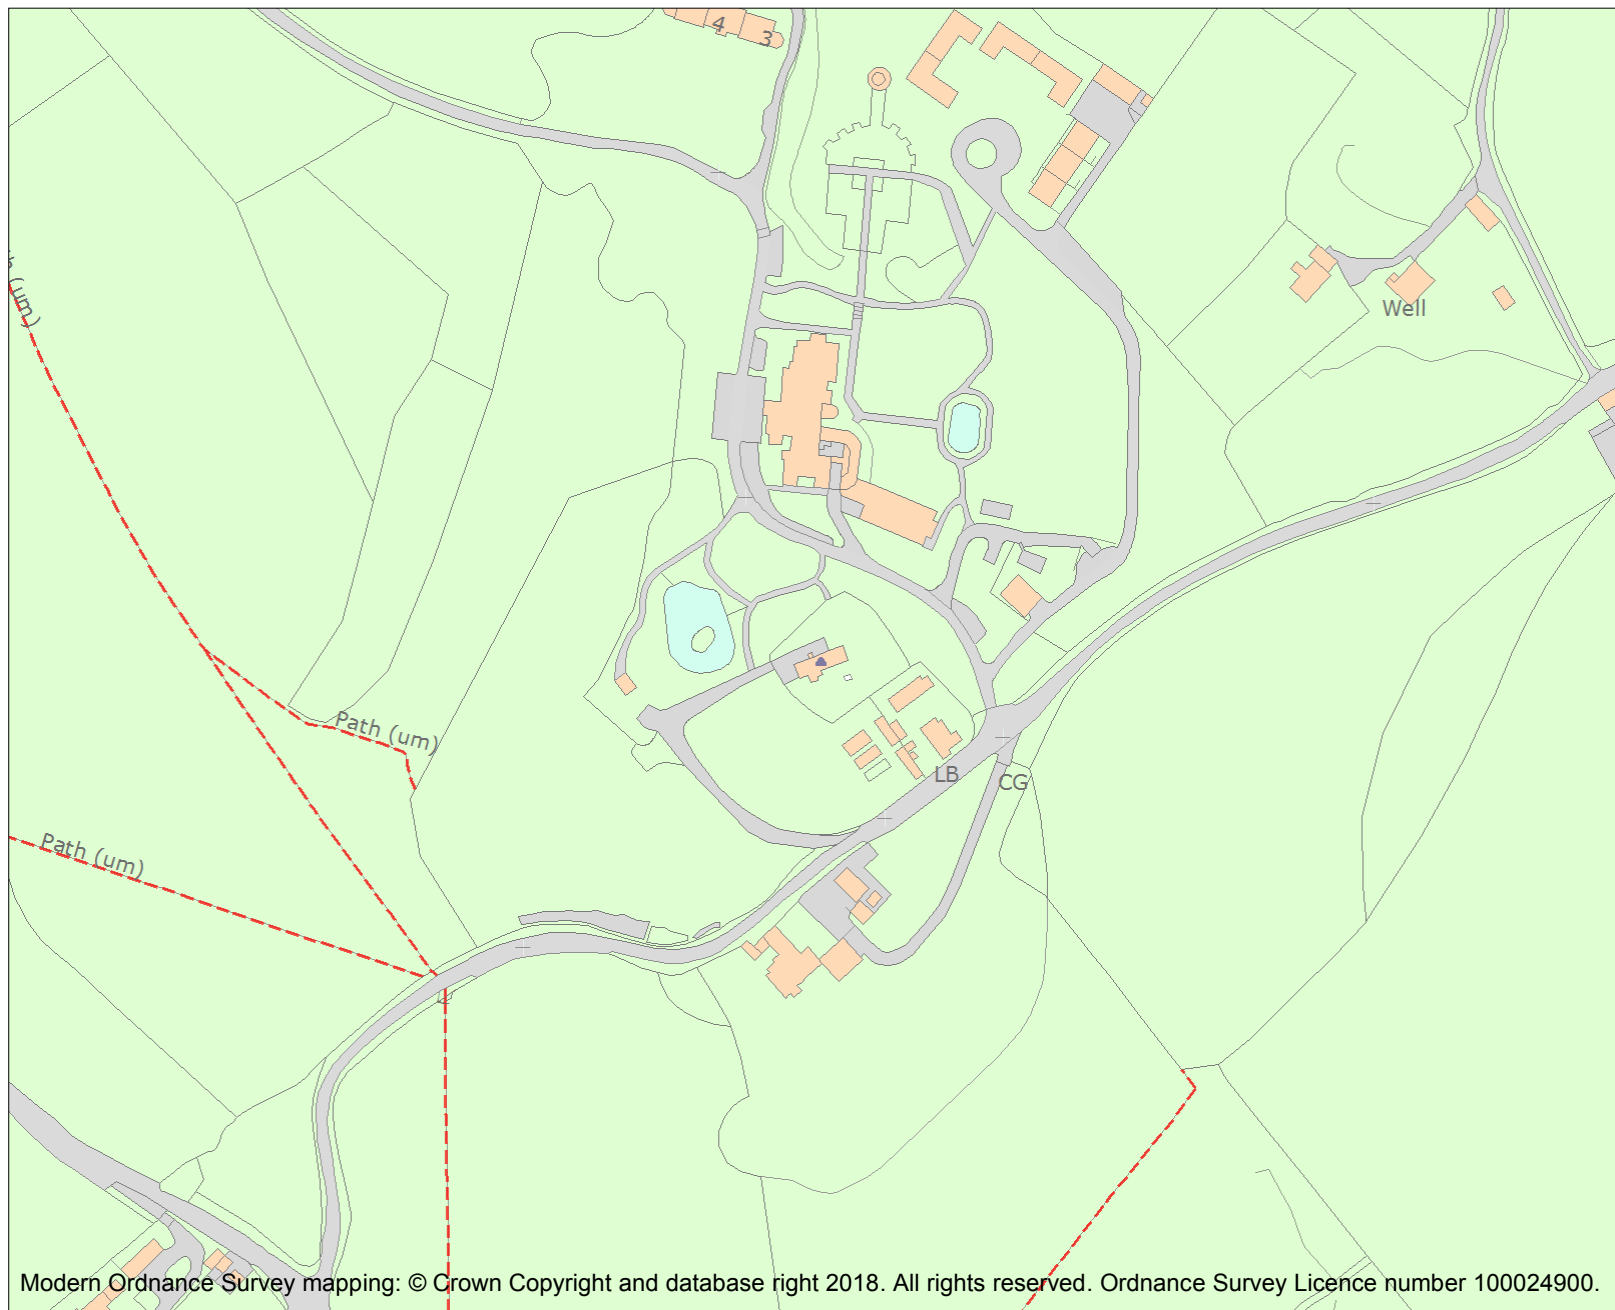 4
3
(um)
Well
Path (um)
LB
CG
Path (um)
Modern Ordnance Survey mapping: © Crown Copyright and database right 2018. All rights reserved. Ordnance Survey Licence number 100024900.